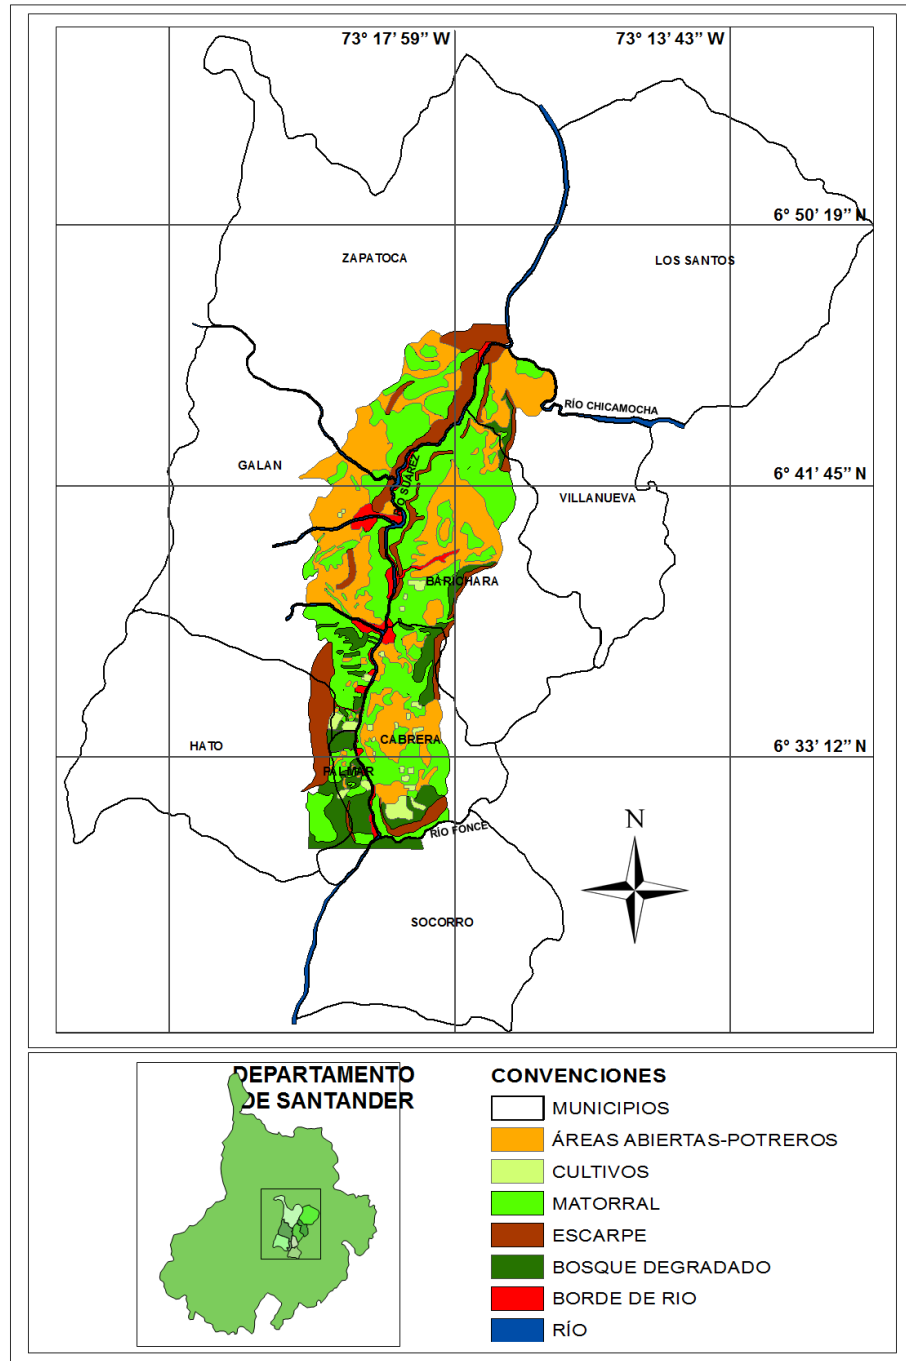 73° 17' 59" W
73° 13' 43" W
6° 50' 19" N
ZAPATOCA
LOS SANTOS
RÍO CHICAMOCHA
GALAN
RÍO SUÁREZ
6° 41' 45" N
VILLANUEVA
BARICHARA
HATO
CABRERA
6° 33' 12" N
PALMAR
RÍO FONCE
N
SOCORRO
DEPARTAMENTO
DE SANTANDER
CONVENCIONES
MUNICIPIOS
ÁREAS ABIERTAS-POTREROS
CULTIVOS
MATORRAL
ESCARPE
BOSQUE DEGRADADO
BORDE DE RIO
RÍO